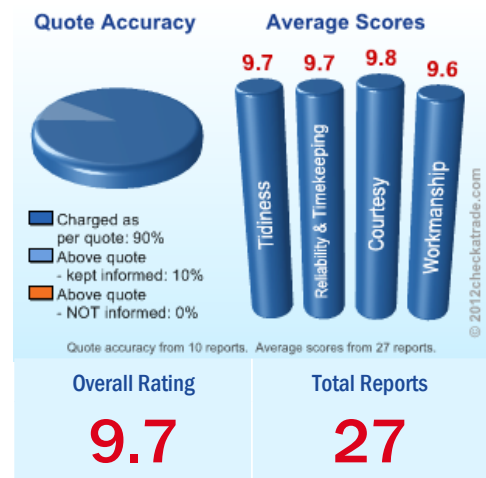 Quote Accuracy
Average Scores
9.7
9.7
9.8
9.6
Tidiness
Reliability & Timekeeping
Courtesy
Workmanship
Charged as
per quote: 90%
Above quote
- kept informed: 10%
Above quote
- NOT informed: 0%
© 2012checkatrade.com
Quote accuracy from 10 reports. Average scores from 27 reports.
Overall Rating
9.7
Total Reports
27